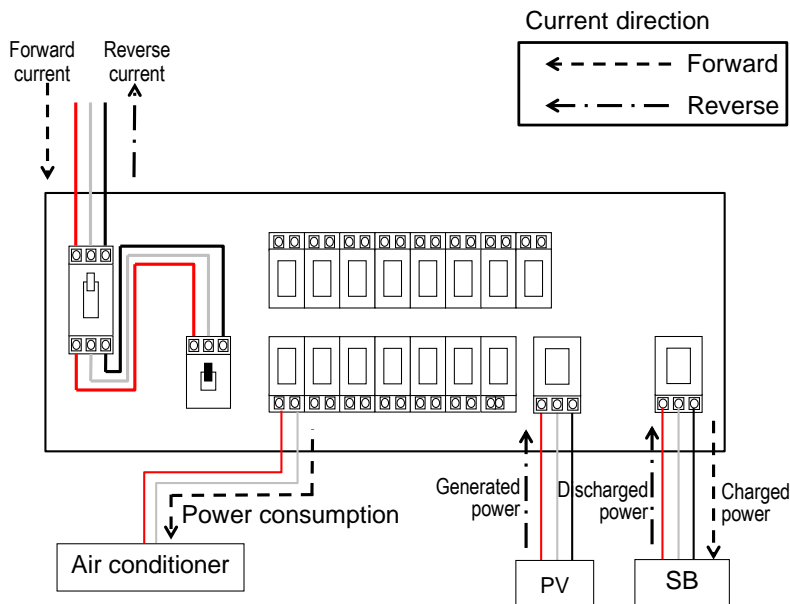 Current direction
Forward
Reverse
Forward
current
Reverse
current
Power consumption
Air conditioner
Generated
power
PV
Discharged
power
SB
Charged
power